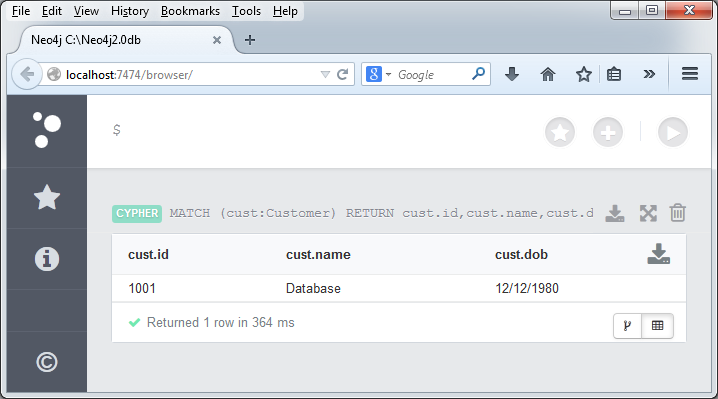 File Edit View History Bookmarks Tools Help
Neo4j C:\Neo4j2.0db
localhost:7474/browser/
Google
$
CYPHER MATCH (cust:Customer) RETURN cust.id,cust.name,cust.d
cust.id cust.name cust.dob
1001 Database 12/12/1980
Returned 1 row in 364 ms